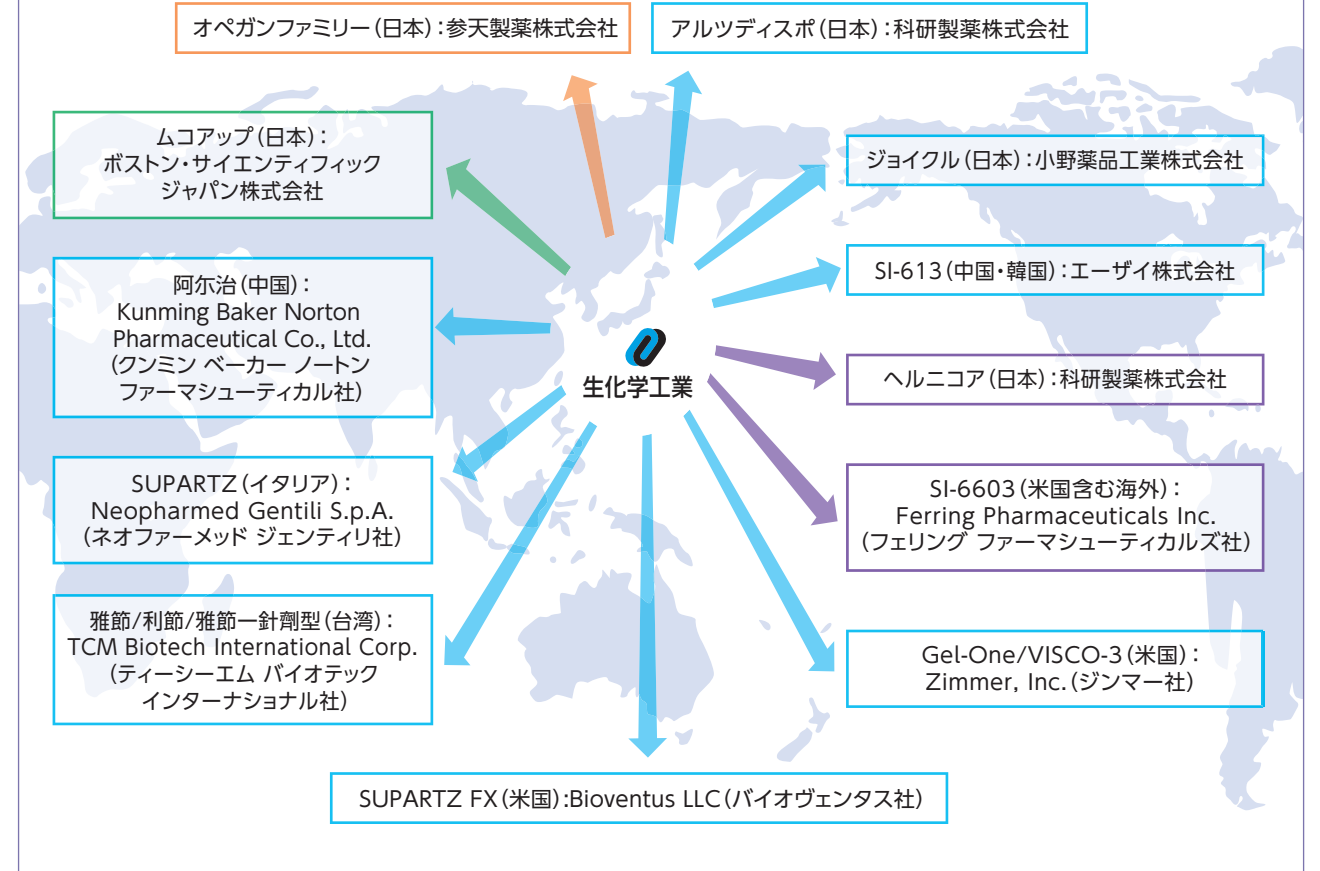 オペガンファミリー(日本):参天製薬株式会社
アルツディスポ(日本):科研製薬株式会社
ムコアップ(日本):
ボストン・サイエンティフィック
ジャパン株式会社
ジョイクル(日本):小野薬品工業株式会社
阿尔治(中国):
Kunming Baker Norton
Pharmaceutical Co., Ltd.
(クンミン ベーカー ノートン
ファーマシューティカル社)
SI-613(中国・韓国):エーザイ株式会社
生化学工業
ヘルニコア(日本):科研製薬株式会社
SUPARTZ(イタリア):
Neopharmed Gentili S.p.A.
(ネオファーメッド ジェンティリ社)
SI-6603(米国含む海外):
Ferring Pharmaceuticals Inc.
(フェリング ファーマシューティカルズ社)
雅節/利節/雅節一針劑型(台湾):
TCM Biotech International Corp.
(ティーシーエム バイオテック
インターナショナル社)
Gel-One/VISCO-3(米国):
Zimmer, Inc.(ジンマー社)
SUPARTZ FX(米国):Bioventus LLC(バイオヴェンタス社)